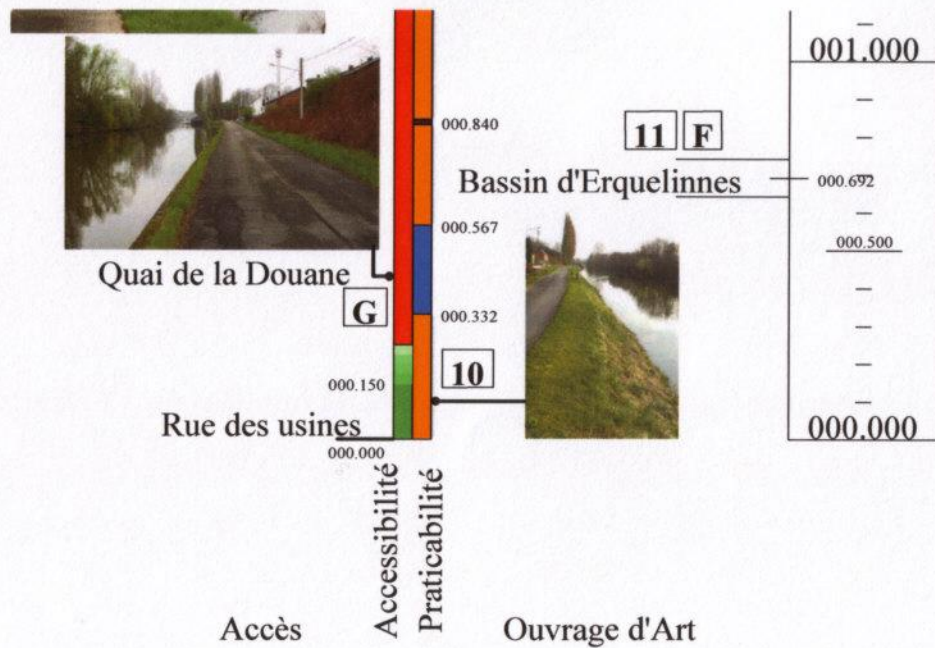 001.000
000.840
11 F
Bassin d'Erquelinnes
000.692
000.567
000.500
Quai de la Douane
G
000.332
10
000.150
Rue des usines
000.000
000.000
Accessibilité
Praticabilité
Accès
Ouvrage d'Art